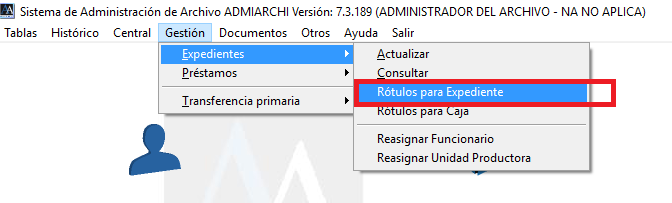 Sistema de Administración de Archivo ADMIARCHI Versión: 7.3.189 (ADMINISTRADOR DEL ARCHIVO - NA NO APLICA)
Tablas Histórico Central Gestión Documentos Otros Ayuda Salir
Expedientes
Préstamos
Transferencia primaria
Actualizar
Consultar
Rótulos para Expediente
Rótulos para Caja
Reasignar Funcionario
Reasignar Unidad Productora